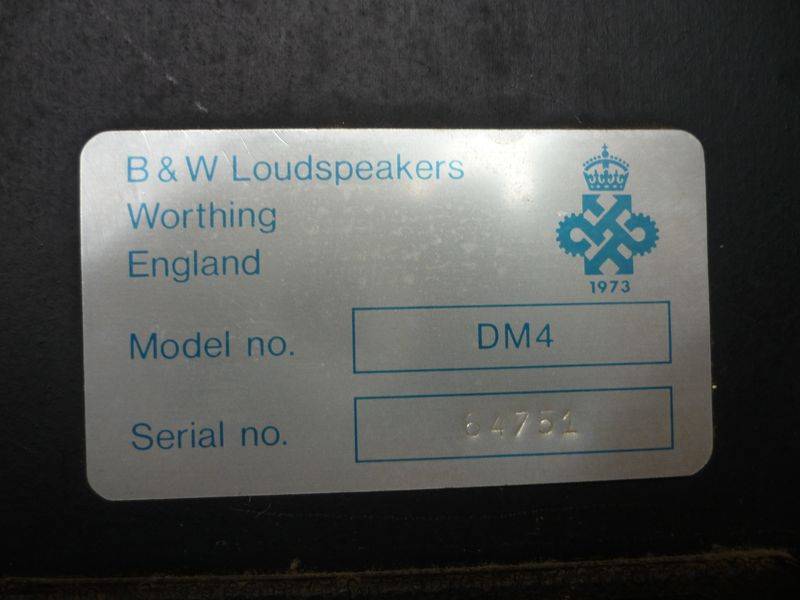 B & W Loudspeakers
Worthing
England
1973
Model no. DM4
Serial no. 64751